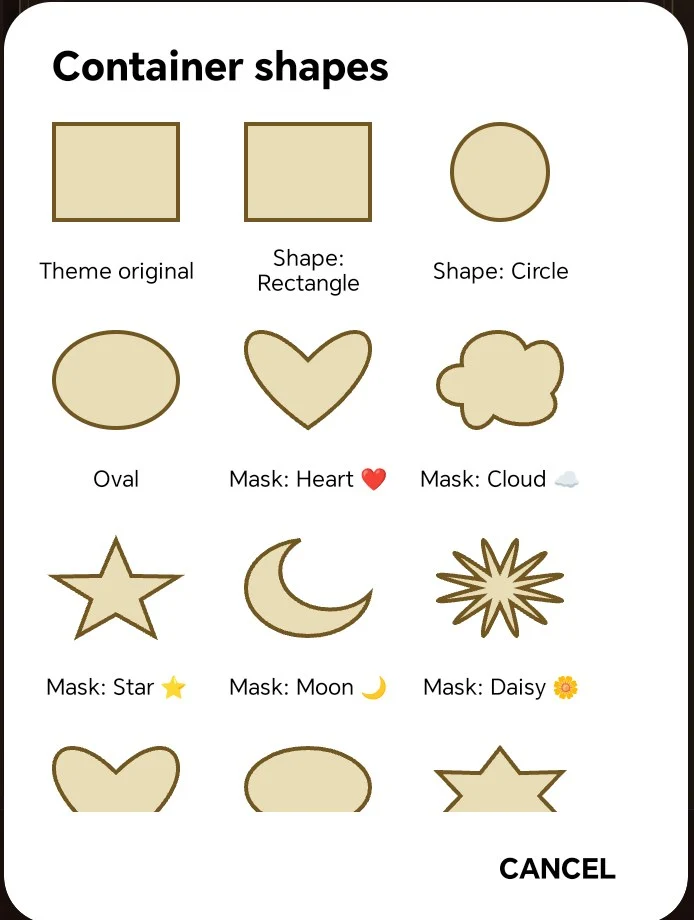 Container shapes
Theme original
Shape:
Rectangle
Shape: Circle
Oval
Mask: Heart ❤️
Mask: Cloud ☁️
Mask: Star ⭐
Mask: Moon 🌙
Mask: Daisy 🌼
CANCEL